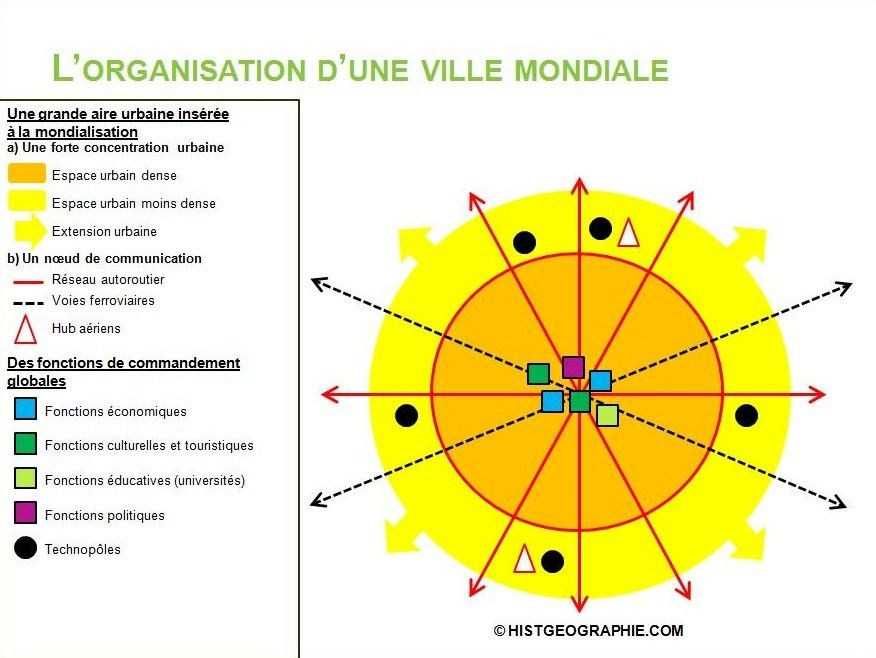 L'ORGANISATION D'UNE VILLE MONDIALE
Une grande aire urbaine insérée
à la mondialisation
a) Une forte concentration urbaine
Espace urbain dense
Espace urbain moins dense
Extension urbaine
b) Un nœud de communication
Réseau autoroutier
Voies ferroviaires
Hub aériens
Des fonctions de commandement
globales
Fonctions économiques
Fonctions culturelles et touristiques
Fonctions éducatives (universités)
Fonctions politiques
Technopôles
© HISTGEOGRAPHIE.COM